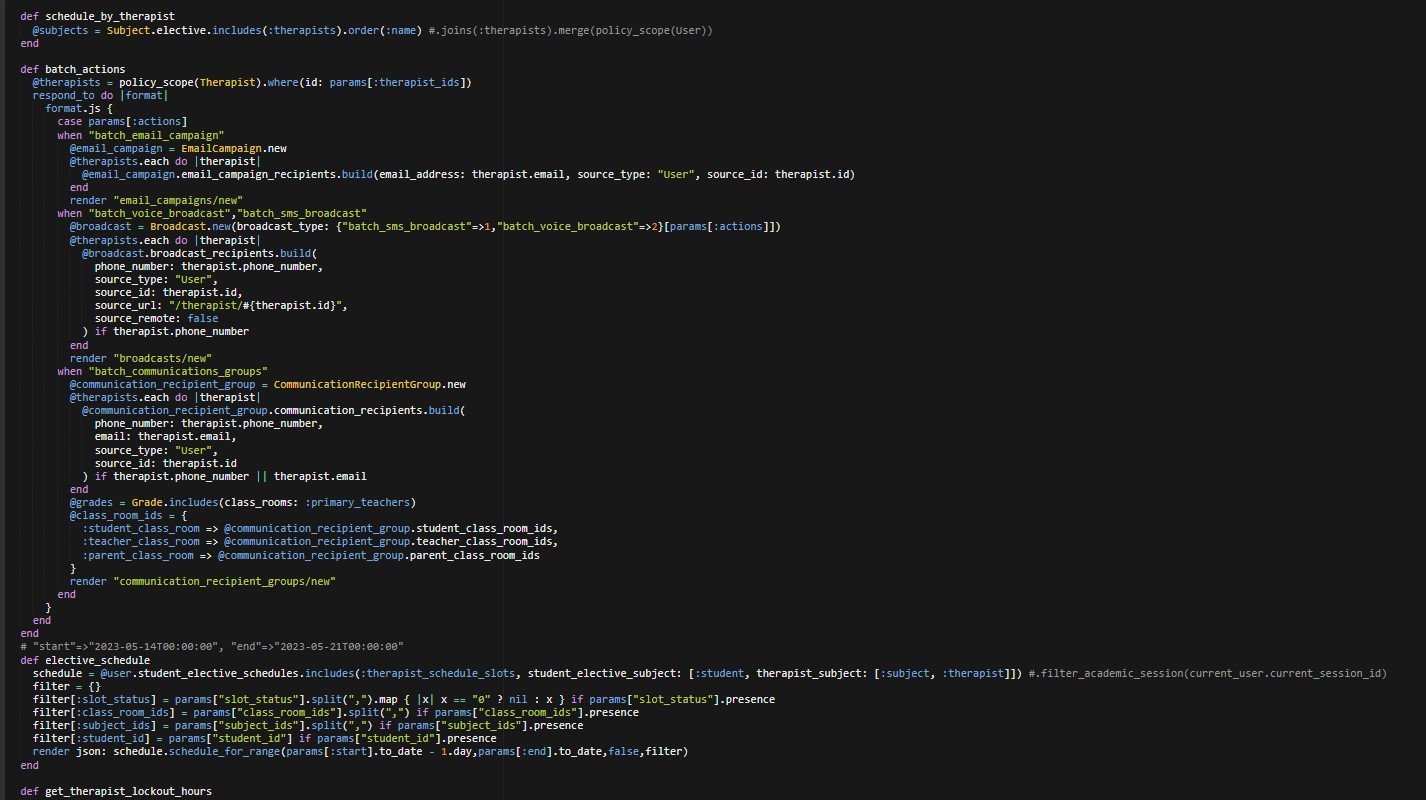 def schedule_by_therapist
  @subjects = Subject.elective.includes(:therapists).order(:name) #.joins(:therapists).merge(policy_scope(User))
end

def batch_actions
  @therapists = policy_scope(Therapist).where(id: params[:therapist_ids])
  respond_to do |format|
    format.js {
      case params[:actions]
      when "batch_email_campaign"
        @email_campaign = EmailCampaign.new
        @therapists.each do |therapist|
          @email_campaign.email_campaign_recipients.build(email_address: therapist.email, source_type: "User", source_id: therapist.id)
        end
        render "email_campaigns/new"
      when "batch_voice_broadcast","batch_sms_broadcast"
        @broadcast = Broadcast.new(broadcast_type: {"batch_sms_broadcast"=>1,"batch_voice_broadcast"=>2}[params[:actions]])
        @therapists.each do |therapist|
          @broadcast.broadcast_recipients.build(
            phone_number: therapist.phone_number,
            source_type: "User",
            source_id: therapist.id,
            source_url: "/therapist/#{therapist.id}",
            source_remote: false
          ) if therapist.phone_number
        end
        render "broadcasts/new"
      when "batch_communications_groups"
        @communication_recipient_group = CommunicationRecipientGroup.new
        @therapists.each do |therapist|
          @communication_recipient_group.communication_recipients.build(
            phone_number: therapist.phone_number,
            email: therapist.email,
            source_type: "User",
            source_id: therapist.id
          ) if therapist.phone_number || therapist.email
        end
        @grades = Grade.includes(class_rooms: :primary_teachers)
        @class_room_ids = {
          :student_class_room => @communication_recipient_group.student_class_room_ids,
          :teacher_class_room => @communication_recipient_group.teacher_class_room_ids,
          :parent_class_room => @communication_recipient_group.parent_class_room_ids
        }
        render "communication_recipient_groups/new"
      end
    }
  end
end
# "start"=>"2023-05-14T00:00:00", "end"=>"2023-05-21T00:00:00"
def elective_schedule
  schedule = @user.student_elective_schedules.includes(:therapist_schedule_slots, student_elective_subject: [:student, therapist_subject: [:subject, :therapist]]) #.filter_academic_session(current_user.current_session_id)
  filter = {}
  filter[:slot_status] = params["slot_status"].split(",").map { |x| x == "0" ? nil : x } if params["slot_status"].presence
  filter[:class_room_ids] = params["class_room_ids"].split(",") if params["class_room_ids"].presence
  filter[:subject_ids] = params["subject_ids"].split(",") if params["subject_ids"].presence
  filter[:student_id] = params["student_id"] if params["student_id"].presence
  render json: schedule.schedule_for_range(params[:start].to_date - 1.day,params[:end].to_date,false,filter)
end

def get_therapist_lockout_hours